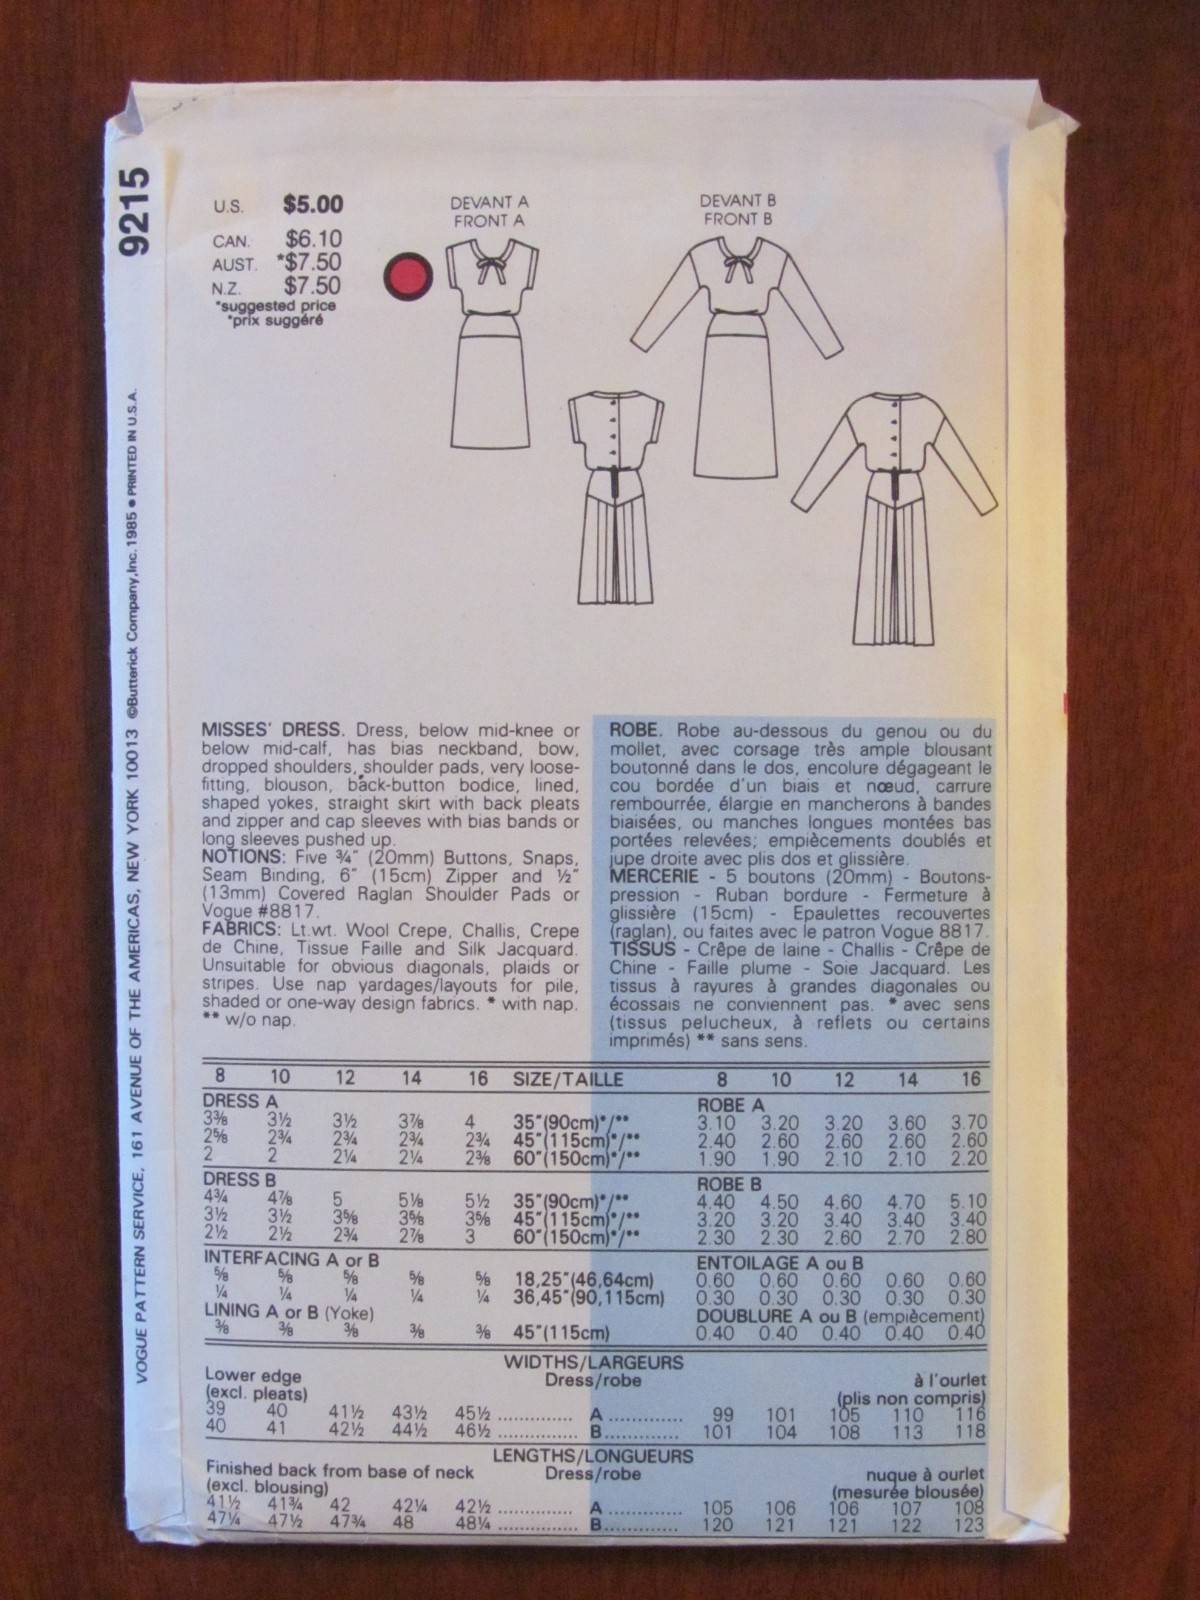 9215
VOGUE PATTERN SERVICE, 161 AVENUE OF THE AMERICAS, NEW YORK 10013 ©Butterick Company,Inc.1985 ● PRINTED IN U.S.A.
U.S. $5.00
CAN. $6.10
AUST. *$7.50
N.Z. $7.50
*suggested price
*prix suggéré
DEVANT A
FRONT A
DEVANT B
FRONT B
MISSES' DRESS. Dress, below mid-knee or
below mid-calf, has bias neckband, bow,
dropped shoulders, shoulder pads, very loose-
fitting, blouson, back-button bodice, lined,
shaped yokes, straight skirt with back pleats
and zipper and cap sleeves with bias bands or
long sleeves pushed up.
NOTIONS: Five ¾" (20mm) Buttons, Snaps,
Seam Binding, 6" (15cm) Zipper and ½"
(13mm) Covered Raglan Shoulder Pads or
Vogue #8817.
FABRICS: Lt.wt. Wool Crepe, Challis, Crepe
de Chine, Tissue Faille and Silk Jacquard.
Unsuitable for obvious diagonals, plaids or
stripes. Use nap yardages/layouts for pile,
shaded or one-way design fabrics. * with nap.
** w/o nap.
ROBE. Robe au-dessous du genou ou du
mollet, avec corsage très ample blousant
boutonné dans le dos, encolure dégageant le
cou bordée d'un biais et nœud, carrure
rembourrée, élargie en mancherons à bandes
biaisées, ou manches longues montées bas
portées relevées; empiècements doublés et
jupe droite avec plis dos et glissière.
MERCERIE - 5 boutons (20mm) - Boutons-
pression - Ruban bordure - Fermeture à
glissière (15cm) - Epaulettes recouvertes
(raglan), ou faites avec le patron Vogue 8817.
TISSUS - Crêpe de laine - Challis - Crêpe de
Chine - Faille plume - Soie Jacquard. Les
tissus à rayures à grandes diagonales ou
écossais ne conviennent pas. * avec sens
(tissus pelucheux, à reflets ou certains
imprimés) ** sans sens.
8 10 12 14 16 SIZE/TAILLE 8 10 12 14 16
DRESS A ROBE A
3⅜ 3½ 3½ 3⅞ 4 35"(90cm)*/** 3.10 3.20 3.20 3.60 3.70
2⅝ 2¾ 2¾ 2¾ 2¾ 45"(115cm)*/** 2.40 2.60 2.60 2.60 2.60
2 2 2¼ 2¼ 2⅜ 60"(150cm)*/** 1.90 1.90 2.10 2.10 2.20
DRESS B ROBE B
4¾ 4⅞ 5 5⅛ 5½ 35"(90cm)*/** 4.40 4.50 4.60 4.70 5.10
3½ 3½ 3⅝ 3⅝ 3⅝ 45"(115cm)*/** 3.20 3.20 3.40 3.40 3.40
2½ 2½ 2¾ 2⅞ 3 60"(150cm)*/** 2.30 2.30 2.60 2.70 2.80
INTERFACING A or B ENTOILAGE A ou B
⅝ ⅝ ⅝ ⅝ ⅝ 18,25"(46,64cm) 0.60 0.60 0.60 0.60 0.60
¼ ¼ ¼ ¼ ¼ 36,45"(90,115cm) 0.30 0.30 0.30 0.30 0.30
LINING A or B (Yoke) DOUBLURE A ou B (empiècement)
⅜ ⅜ ⅜ ⅜ ⅜ 45"(115cm) 0.40 0.40 0.40 0.40 0.40
WIDTHS/LARGEURS
Lower edge Dress/robe à l'ourlet
(excl. pleats) (plis non compris)
39 40 41½ 43½ 45½ .............. A ............. 99 101 105 110 116
40 41 42½ 44½ 46½ .............. B............. 101 104 108 113 118
LENGTHS/LONGUEURS
Finished back from base of neck Dress/robe nuque à ourlet
(excl. blousing) (mesurée blousée)
41½ 41¾ 42 42¼ 42½ .............. A ............. 105 106 106 107 108
47¼ 47½ 47¾ 48 48¼ .............. B............. 120 121 121 122 123